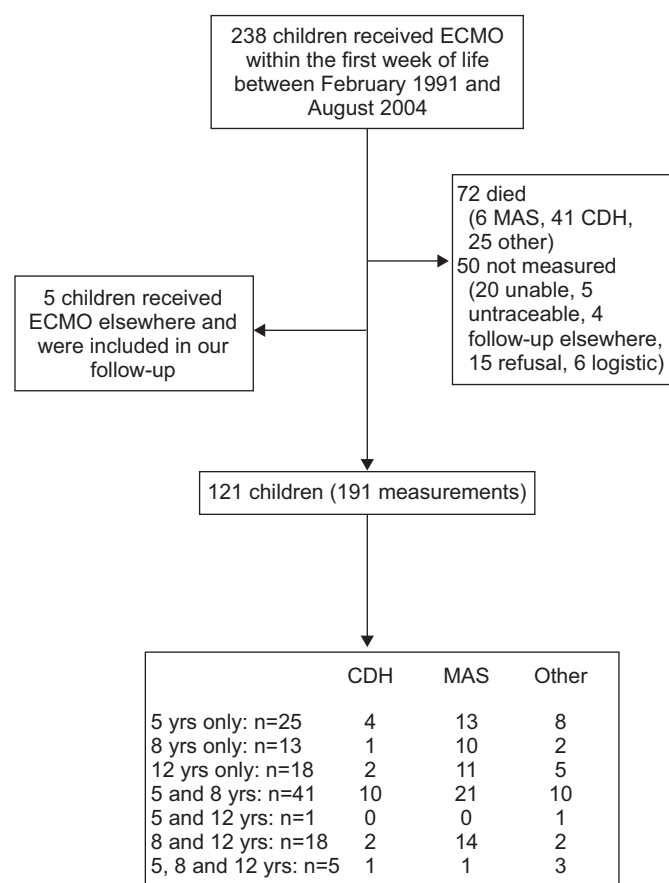 238 children received ECMO
within the first week of life
between February 1991 and
August 2004
72 died
(6 MAS, 41 CDH,
25 other)
50 not measured
(20 unable, 5
untraceable, 4
follow-up elsewhere,
15 refusal, 6 logistic)
5 children received
ECMO elsewhere and
were included in our
follow-up
121 children (191 measurements)
CDH MAS Other
5 yrs only: n=25 4 13 8
8 yrs only: n=13 1 10 2
12 yrs only: n=18 2 11 5
5 and 8 yrs: n=41 10 21 10
5 and 12 yrs: n=1 0 0 1
8 and 12 yrs: n=18 2 14 2
5, 8 and 12 yrs: n=5 1 1 3